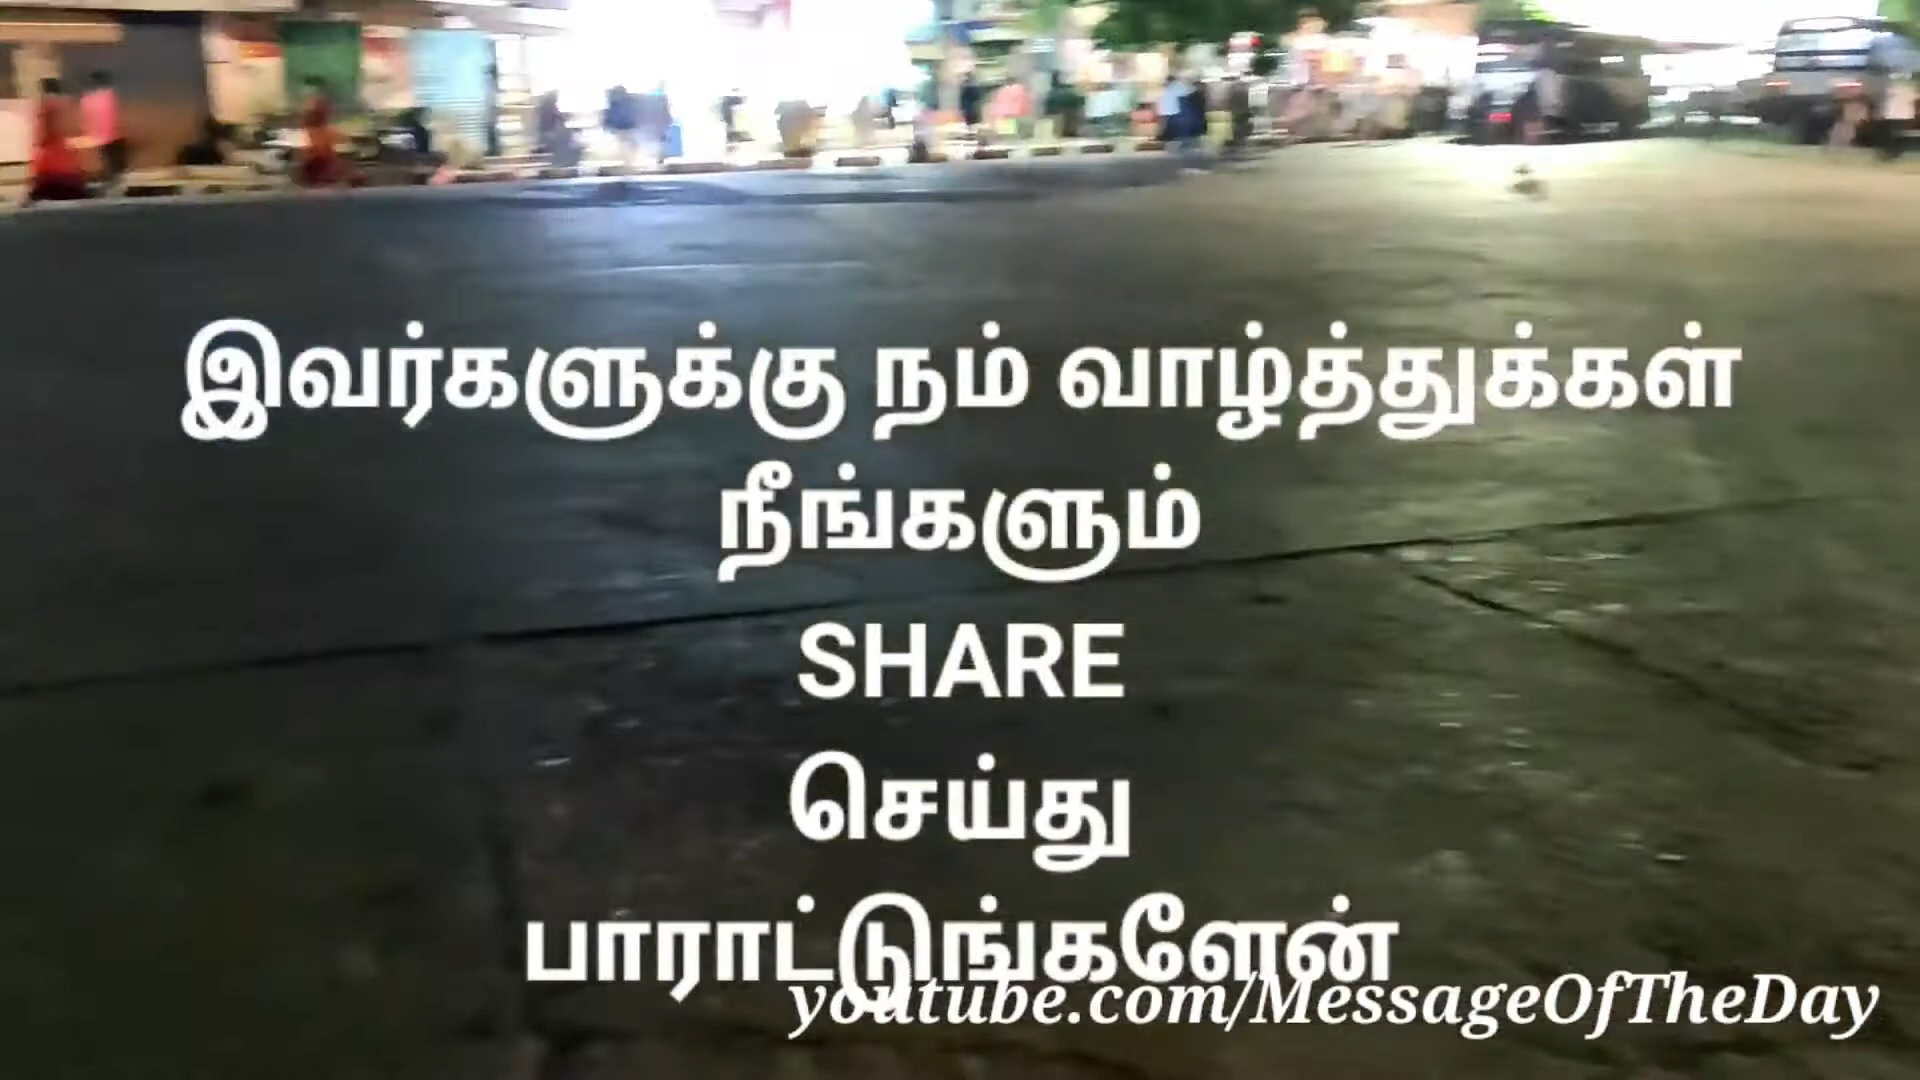 இவர்களுக்கு நம் வாழ்த்துக்கள்
நீங்களும்
SHARE
செய்து
பாராட்டுங்களேன்
youtube.com/MessageOfTheDay